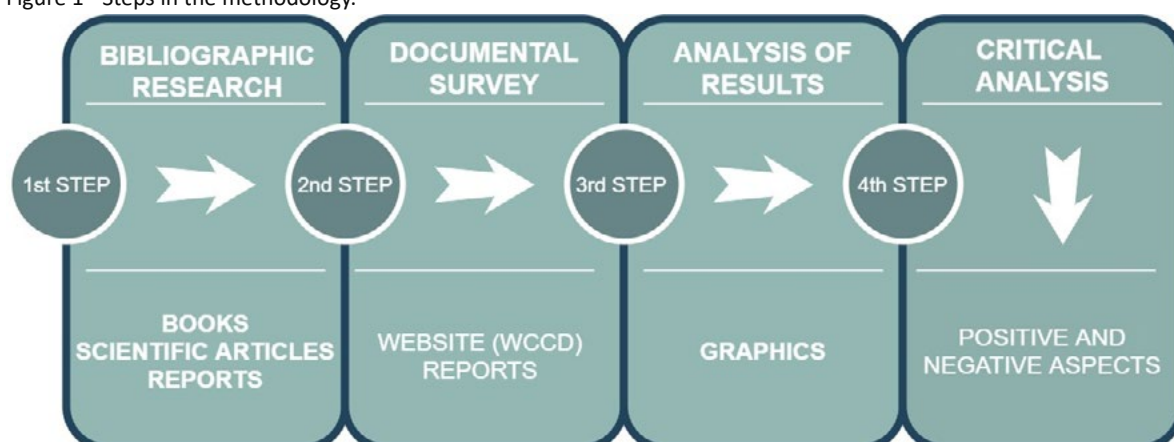 Figure 1 - Steps in the methodology.
BIBLIOGRAPHIC
RESEARCH
1st STEP
BOOKS
SCIENTIFIC ARTICLES
REPORTS
DOCUMENTAL
SURVEY
2nd STEP
WEBSITE (WCCD)
REPORTS
ANALYSIS OF
RESULTS
3rd STEP
GRAPHICS
CRITICAL
ANALYSIS
4th STEP
POSITIVE AND
NEGATIVE ASPECTS